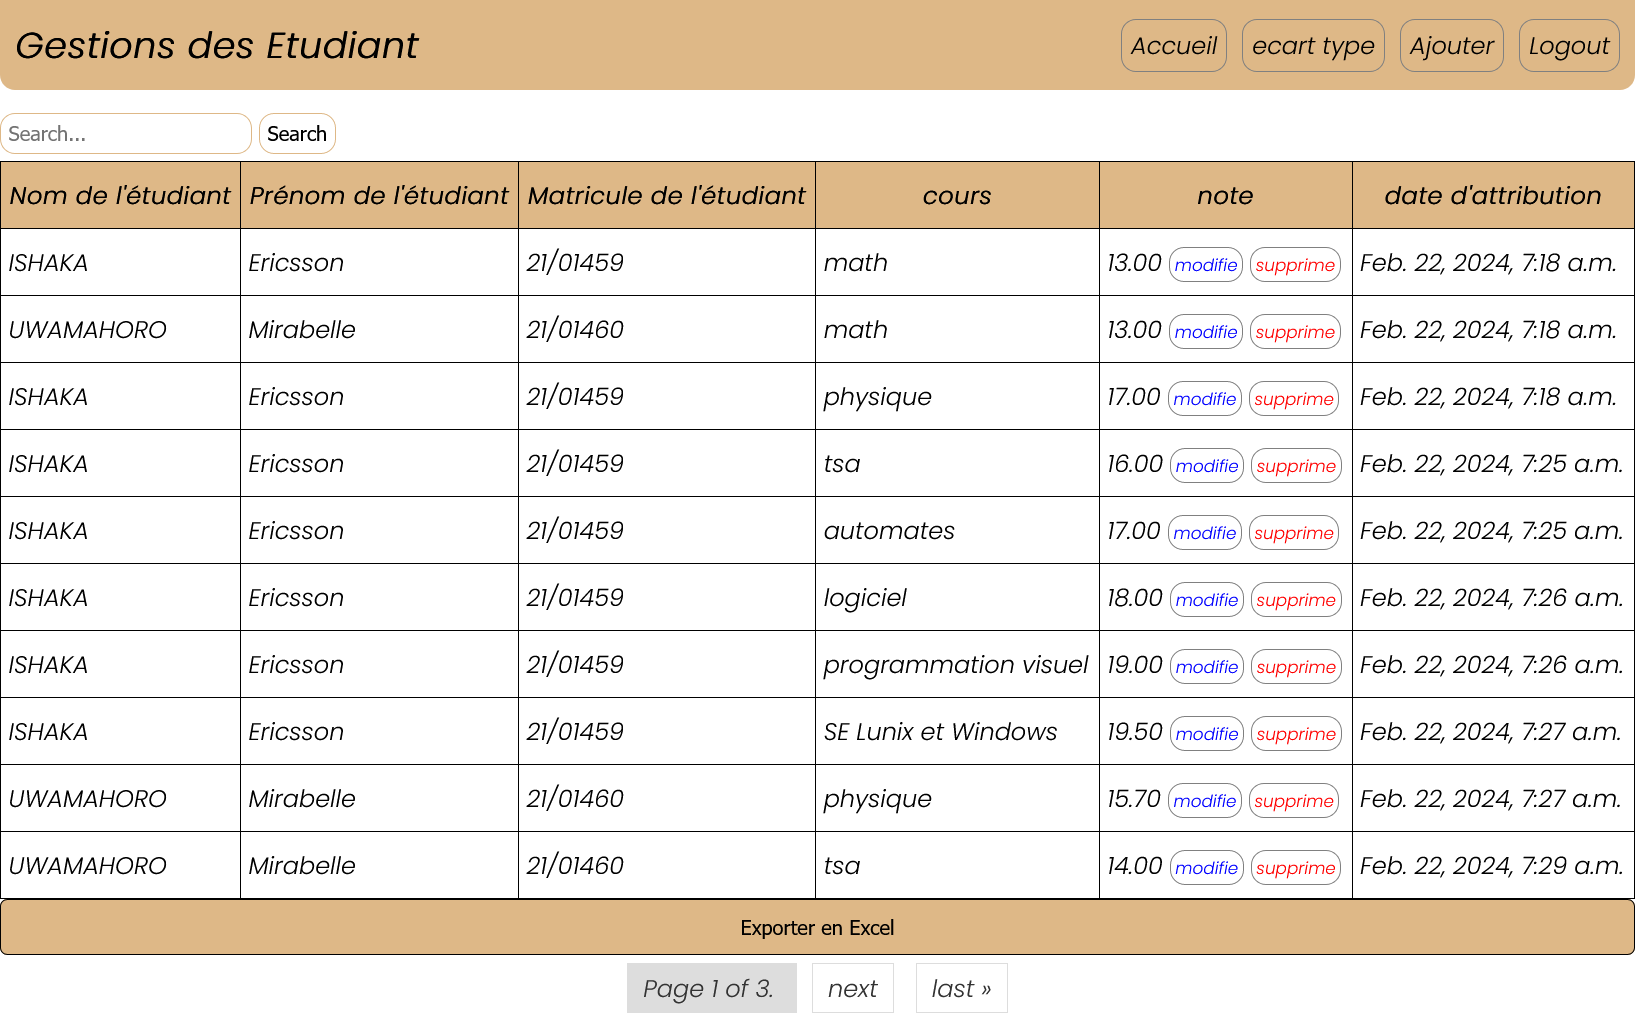 Gestions des Etudiant
Accueil ecart type Ajouter Logout
Search... Search
Nom de l'étudiant Prénom de l'étudiant Matricule de l'étudiant cours note date d'attribution
ISHAKA Ericsson 21/01459 math 13.00 modifie supprime Feb. 22, 2024, 7:18 a.m.
UWAMAHORO Mirabelle 21/01460 math 13.00 modifie supprime Feb. 22, 2024, 7:18 a.m.
ISHAKA Ericsson 21/01459 physique 17.00 modifie supprime Feb. 22, 2024, 7:18 a.m.
ISHAKA Ericsson 21/01459 tsa 16.00 modifie supprime Feb. 22, 2024, 7:25 a.m.
ISHAKA Ericsson 21/01459 automates 17.00 modifie supprime Feb. 22, 2024, 7:25 a.m.
ISHAKA Ericsson 21/01459 logiciel 18.00 modifie supprime Feb. 22, 2024, 7:26 a.m.
ISHAKA Ericsson 21/01459 programmation visuel 19.00 modifie supprime Feb. 22, 2024, 7:26 a.m.
ISHAKA Ericsson 21/01459 SE Lunix et Windows 19.50 modifie supprime Feb. 22, 2024, 7:27 a.m.
UWAMAHORO Mirabelle 21/01460 physique 15.70 modifie supprime Feb. 22, 2024, 7:27 a.m.
UWAMAHORO Mirabelle 21/01460 tsa 14.00 modifie supprime Feb. 22, 2024, 7:29 a.m.
Exporter en Excel
Page 1 of 3. next last »